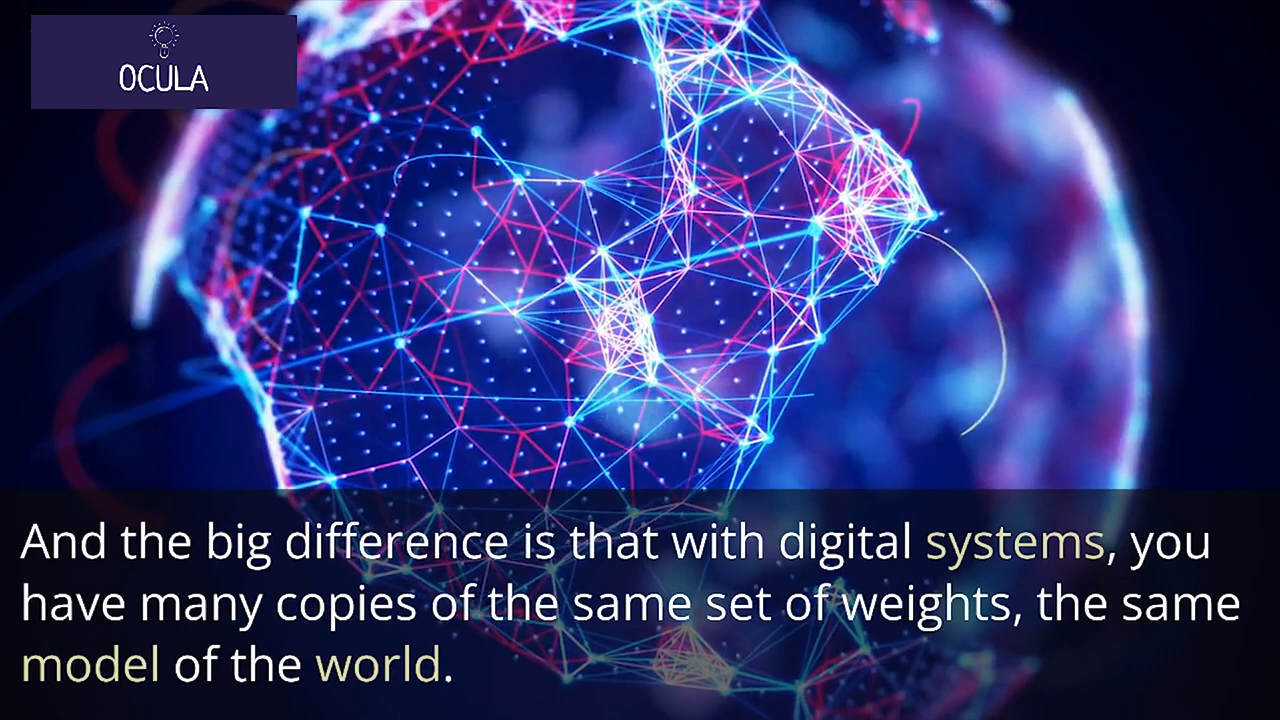 OCULA
And the big difference is that with digital systems, you
have many copies of the same set of weights, the same
model of the world.